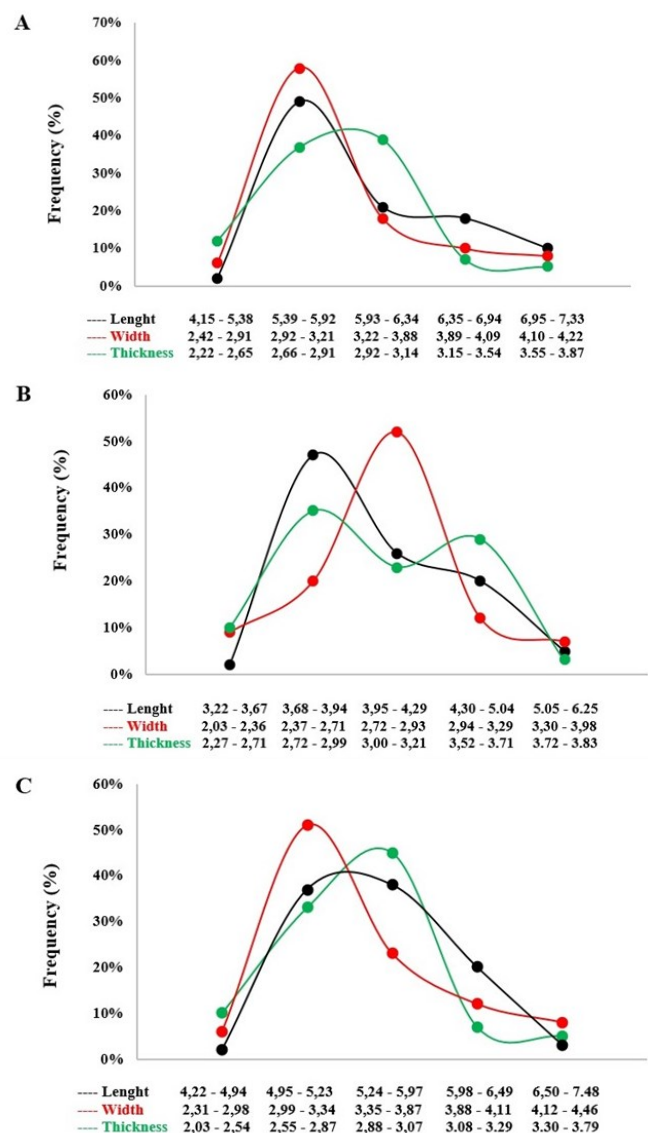 A
70%
60%
50%
40%
30%
20%
10%
0%
Frequency (%)
---- Lenght 4,15 - 5,38 5,39 - 5,92 5,93 - 6,34 6,35 - 6,94 6,95 - 7,33
---- Width 2,42 - 2,91 2,92 - 3,21 3,22 - 3,88 3,89 - 4,09 4,10 - 4,22
---- Thickness 2,22 - 2,65 2,66 - 2,91 2,92 - 3,14 3.15 - 3.54 3.55 - 3.87
B
60%
50%
40%
30%
20%
10%
0%
Frequency (%)
---- Lenght 3,22 - 3,67 3,68 - 3,94 3,95 - 4,29 4,30 - 5.04 5.05 - 6.25
---- Width 2,03 - 2,36 2,37 - 2,71 2,72 - 2,93 2,94 - 3,29 3,30 - 3,98
---- Thickness 2,27 - 2,71 2,72 - 2,99 3,00 - 3,21 3,52 - 3.71 3.72 - 3.83
C
60%
50%
40%
30%
20%
10%
0%
Frequency (%)
---- Lenght 4,22 - 4,94 4,95 - 5,23 5,24 - 5,97 5,98 - 6,49 6,50 - 7.48
---- Width 2,31 - 2,98 2,99 - 3,34 3,35 - 3,87 3,88 - 4,11 4,12 - 4,46
---- Thickness 2,03 - 2,54 2,55 - 2,87 2,88 - 3,07 3,08 - 3,29 3,30 - 3,79